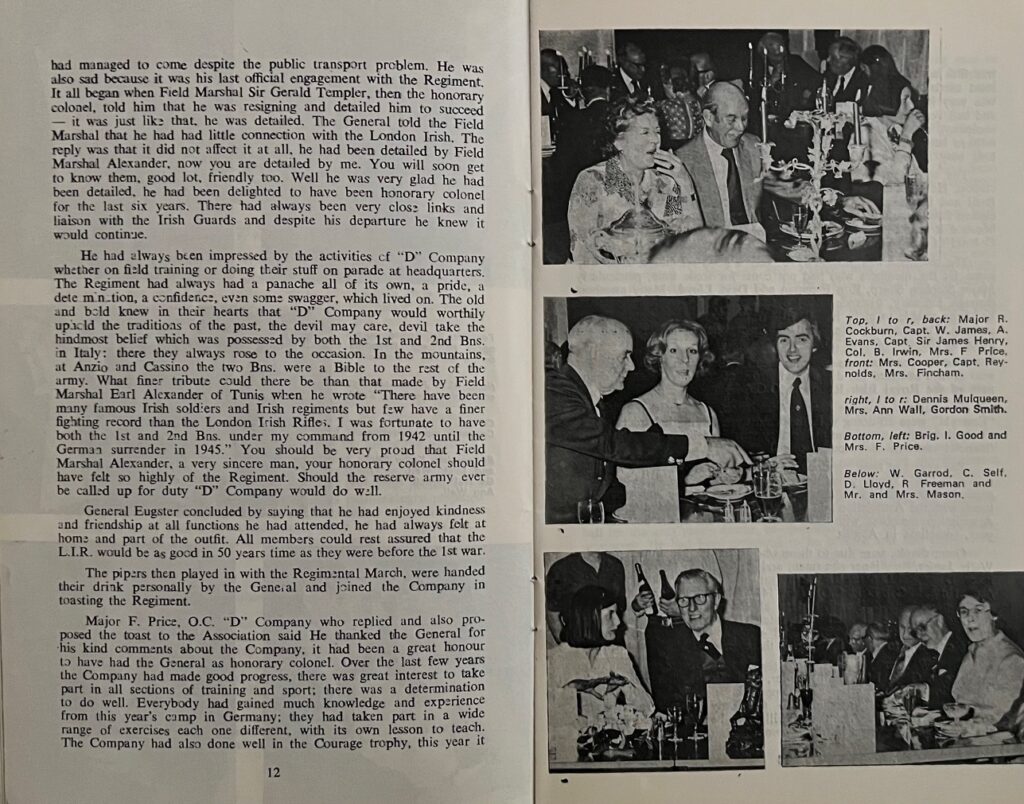 had managed to come despite the public transport problem. He was
also sad because it was his last official engagement with the Regiment.
It all began when Field Marshal Sir Gerald Templer, then the honorary
colonel, told him that he was resigning and detailed him to succeed
— it was just like that, he was detailed. The General told the Field
Marshal that he had had little connection with the London Irish. The
reply was that it did not affect it at all, he had been detailed by Field
Marshal Alexander, now you are detailed by me. You will soon get
to know them, good lot, friendly too. Well he was very glad he had
been detailed, he had been delighted to have been honorary colonel
for the last six years. There had always been very close links and
liaison with the Irish Guards and despite his departure he knew it
would continue.
He had always been impressed by the activities of "D" Company
whether on field training or doing their stuff on parade at headquarters.
The Regiment had always had a panache all of its own, a pride, a
determination, a confidence, even some swagger, which lived on. The old
and bold knew in their hearts that "D" Company would worthily
uphold the traditions of the past, the devil may care, devil take the
hindmost belief which was possessed by both the 1st and 2nd Bns.
in Italy: there they always rose to the occasion. In the mountains,
at Anzio and Cassino the two Bns. were a Bible to the rest of the
army. What finer tribute could there be than that made by Field
Marshal Earl Alexander of Tunis when he wrote "There have been
many famous Irish soldiers and Irish regiments but few have a finer
fighting record than the London Irish Rifles. I was fortunate to have
both the 1st and 2nd Bns. under my command from 1942 until the
German surrender in 1945." You should be very proud that Field
Marshal Alexander, a very sincere man, your honorary colonel should
have felt so highly of the Regiment. Should the reserve army ever
be called up for duty "D" Company would do well.
General Eugster concluded by saying that he had enjoyed kindness
and friendship at all functions he had attended, he had always felt at
home and part of the outfit. All members could rest assured that the
L.I.R. would be as good in 50 years time as they were before the 1st war.
The pipers then played in with the Regimental March, were handed
their drink personally by the General and joined the Company in
toasting the Regiment.
Major F. Price, O.C. "D" Company who replied and also pro-
posed the toast to the Association said He thanked the General for
his kind comments about the Company, it had been a great honour
to have had the General as honorary colonel. Over the last few years
the Company had made good progress, there was great interest to take
part in all sections of training and sport; there was a determination
to do well. Everybody had gained much knowledge and experience
from this year's camp in Germany; they had taken part in a wide
range of exercises each one different, with its own lesson to teach.
The Company had also done well in the Courage trophy, this year it
12
Top, l to r, back: Major R.
Cockburn, Capt. W. James, A.
Evans, Capt Sir James Henry,
Col. B. Irwin, Mrs. F Price.
front: Mrs. Cooper, Capt. Rey-
nolds, Mrs. Fincham.
right, l to r: Dennis Mulqueen,
Mrs. Ann Wall, Gordon Smith.
Bottom, left: Brig. I. Good and
Mrs. F. Price.
Below: W. Garrod, C. Self,
D. Lloyd, R Freeman and
Mr. and Mrs. Mason.